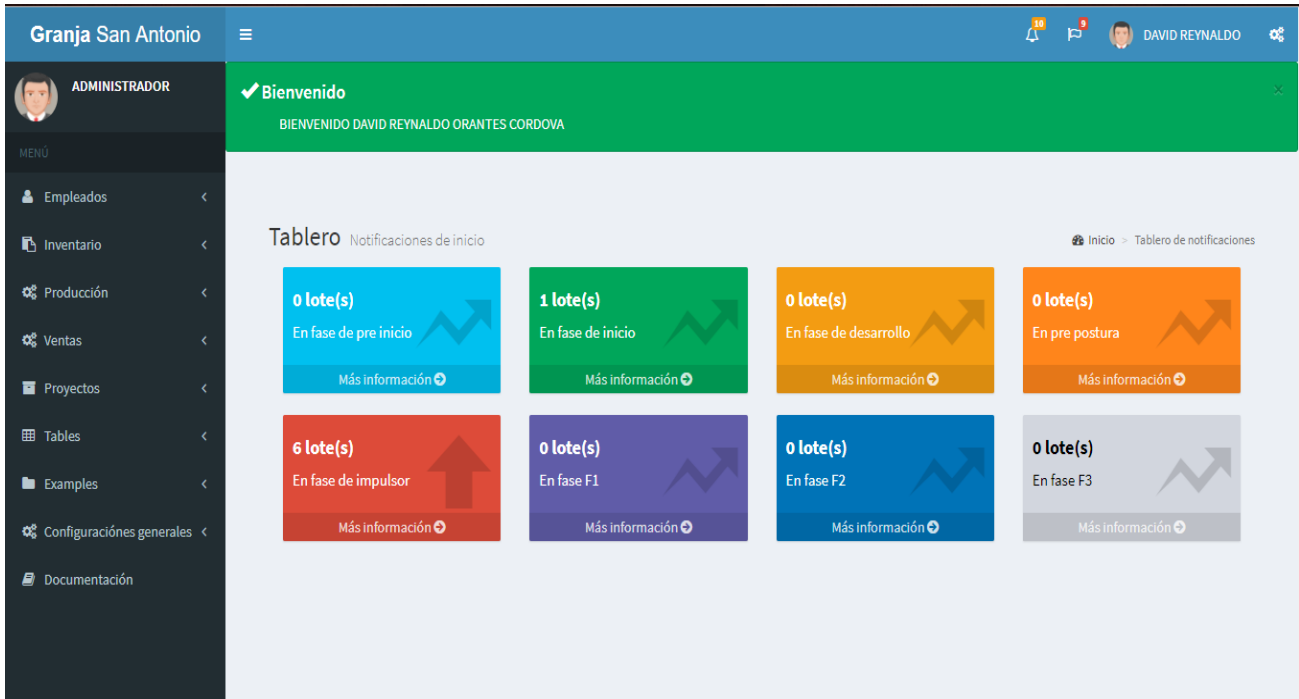 Granja San Antonio
10
9
DAVID REYNALDO
ADMINISTRADOR
MENÚ
Empleados
Inventario
Producción
Ventas
Proyectos
Tables
Examples
Configuraciónes generales
Documentación
Bienvenido
×
BIENVENIDO DAVID REYNALDO ORANTES CORDOVA
Tablero Notificaciones de inicio
Inicio > Tablero de notificaciones
0 lote(s)
En fase de pre inicio
Más información
1 lote(s)
En fase de inicio
Más información
0 lote(s)
En fase de desarrollo
Más información
0 lote(s)
En pre postura
Más información
6 lote(s)
En fase de impulsor
Más información
0 lote(s)
En fase F1
Más información
0 lote(s)
En fase F2
Más información
0 lote(s)
En fase F3
Más información